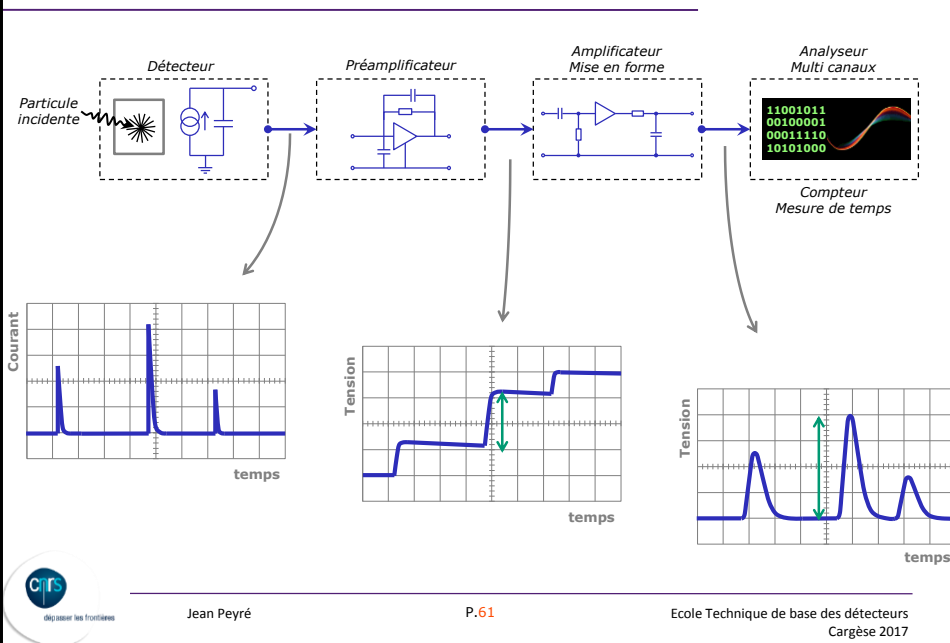 Détecteur
Préamplificateur
Amplificateur
Mise en forme
Analyseur
Multi canaux
Particule
incidente
11001011
00100001
00011110
10101000
Compteur
Mesure de temps
Courant
temps
Tension
temps
Tension
temps
cnrs
dépasser les frontières
Jean Peyré
P.61
Ecole Technique de base des détecteurs
Cargèse 2017